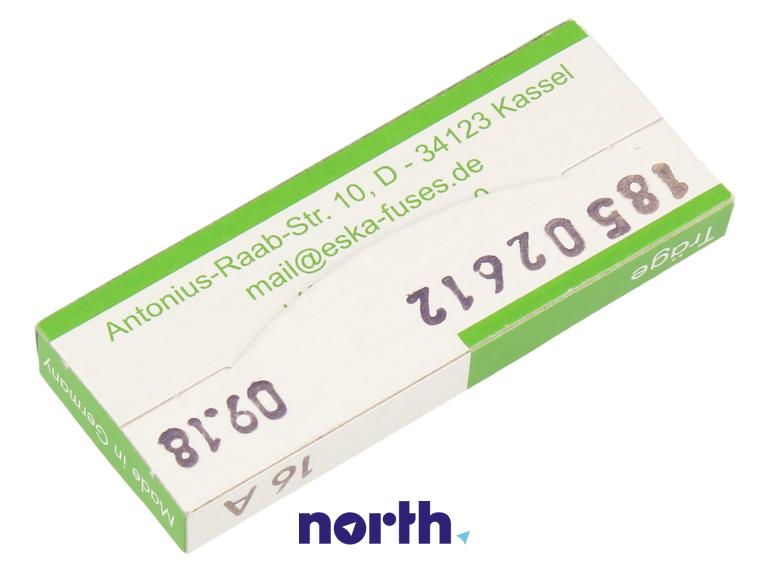 Antonius-Raab-Str. 10, D - 34123 Kassel
mail@eska-fuses.de
18502612
09.18
Träge
16 A
Made in Germany
north